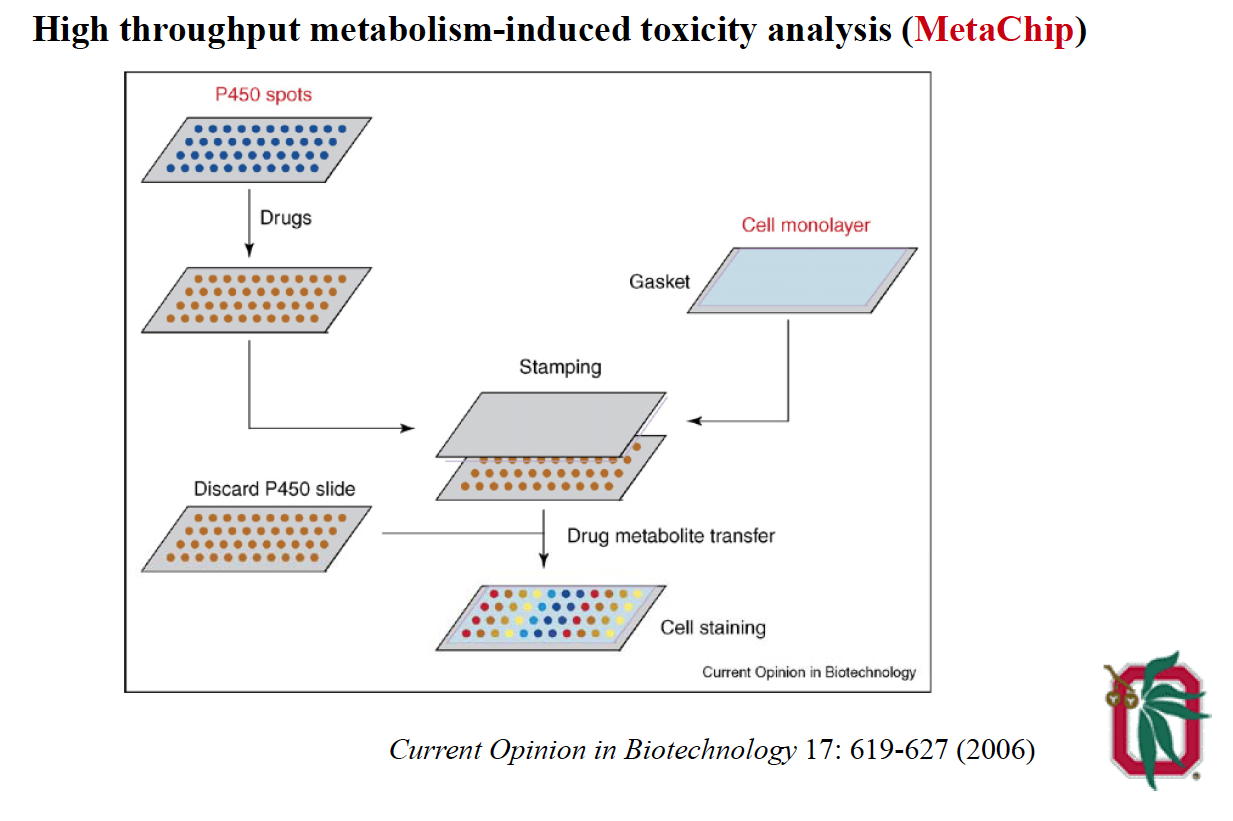 High throughput metabolism-induced toxicity analysis (MetaChip)
P450 spots
Drugs
Cell monolayer
Gasket
Stamping
Discard P450 slide
Drug metabolite transfer
Cell staining
Current Opinion in Biotechnology
Current Opinion in Biotechnology 17: 619-627 (2006)